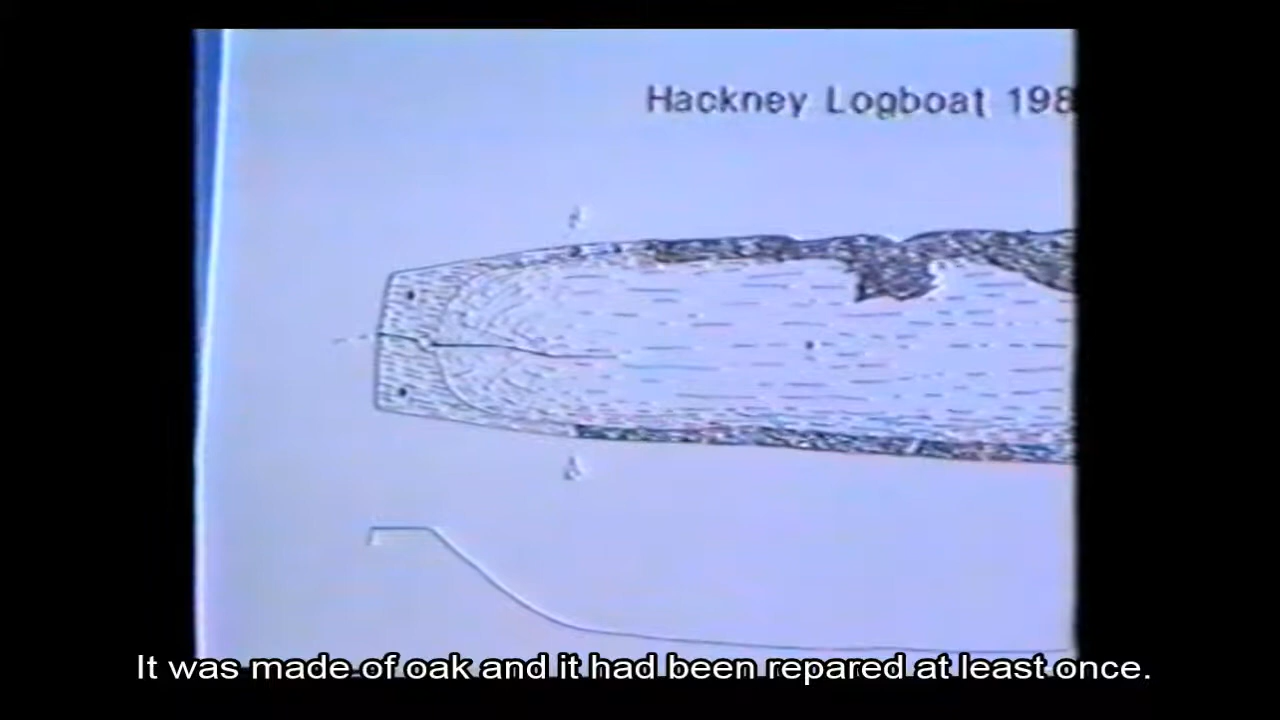 Hackney Logboat 198
A
A
It was made of oak and it had been repared at least once.